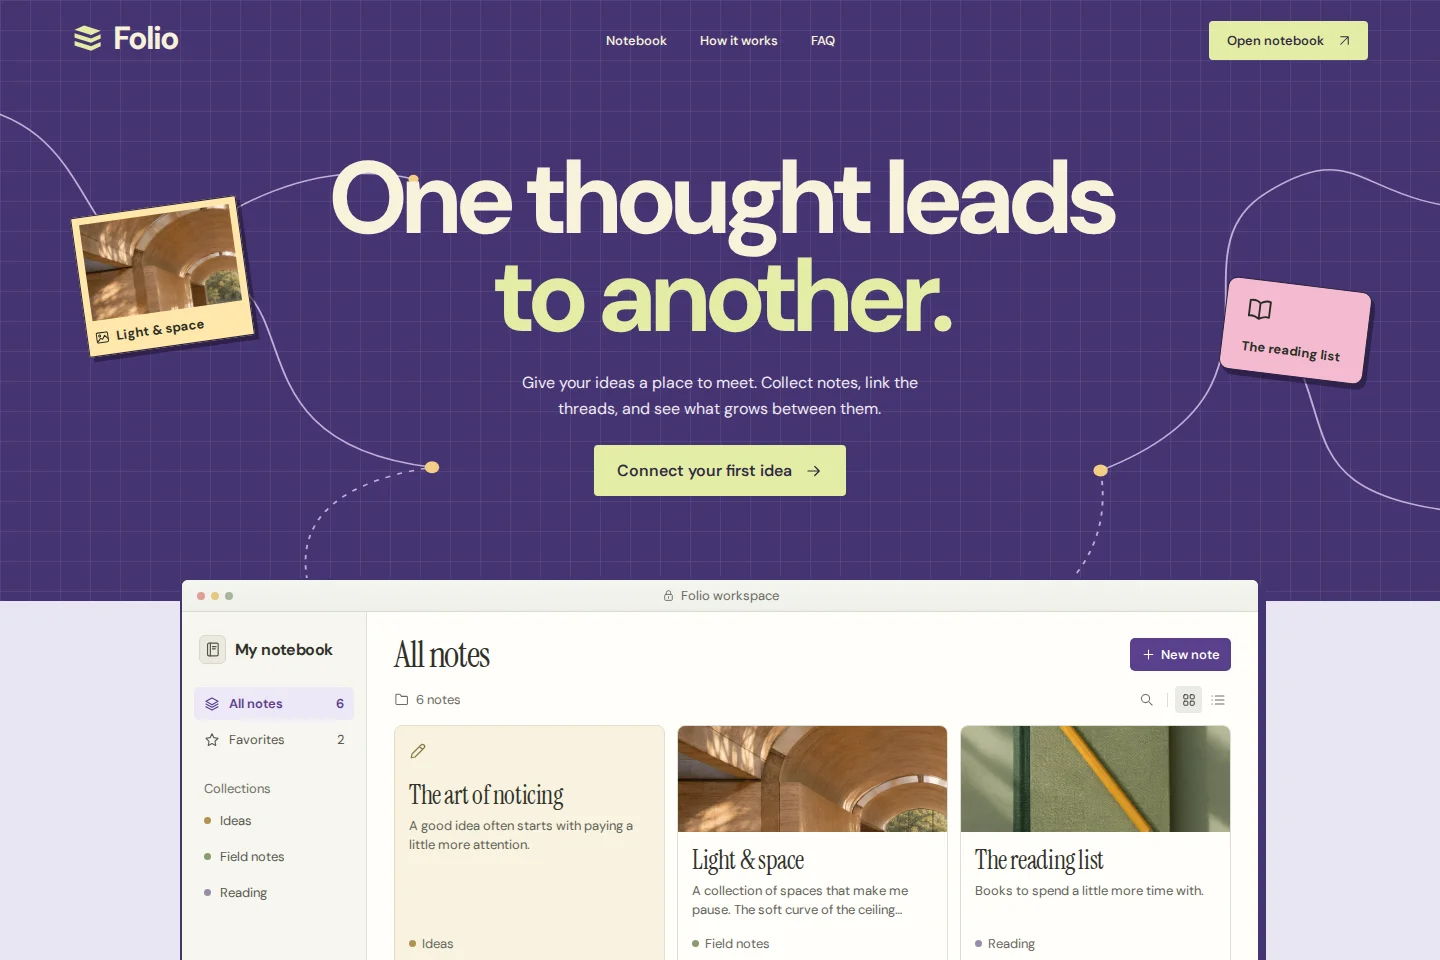 Folio
Notebook
How it works
FAQ
Open notebook
One thought leads
to another.
Light & space
The reading list
Give your ideas a place to meet. Collect notes, link the
threads, and see what grows between them.
Connect your first idea
Folio workspace
My notebook
All notes 6
Favorites 2
Collections
Ideas
Field notes
Reading
All notes
New note
6 notes
The art of noticing
A good idea often starts with paying a
little more attention.
Ideas
Light & space
A collection of spaces that make me
pause. The soft curve of the ceiling...
Field notes
The reading list
Books to spend a little more time with.
Reading